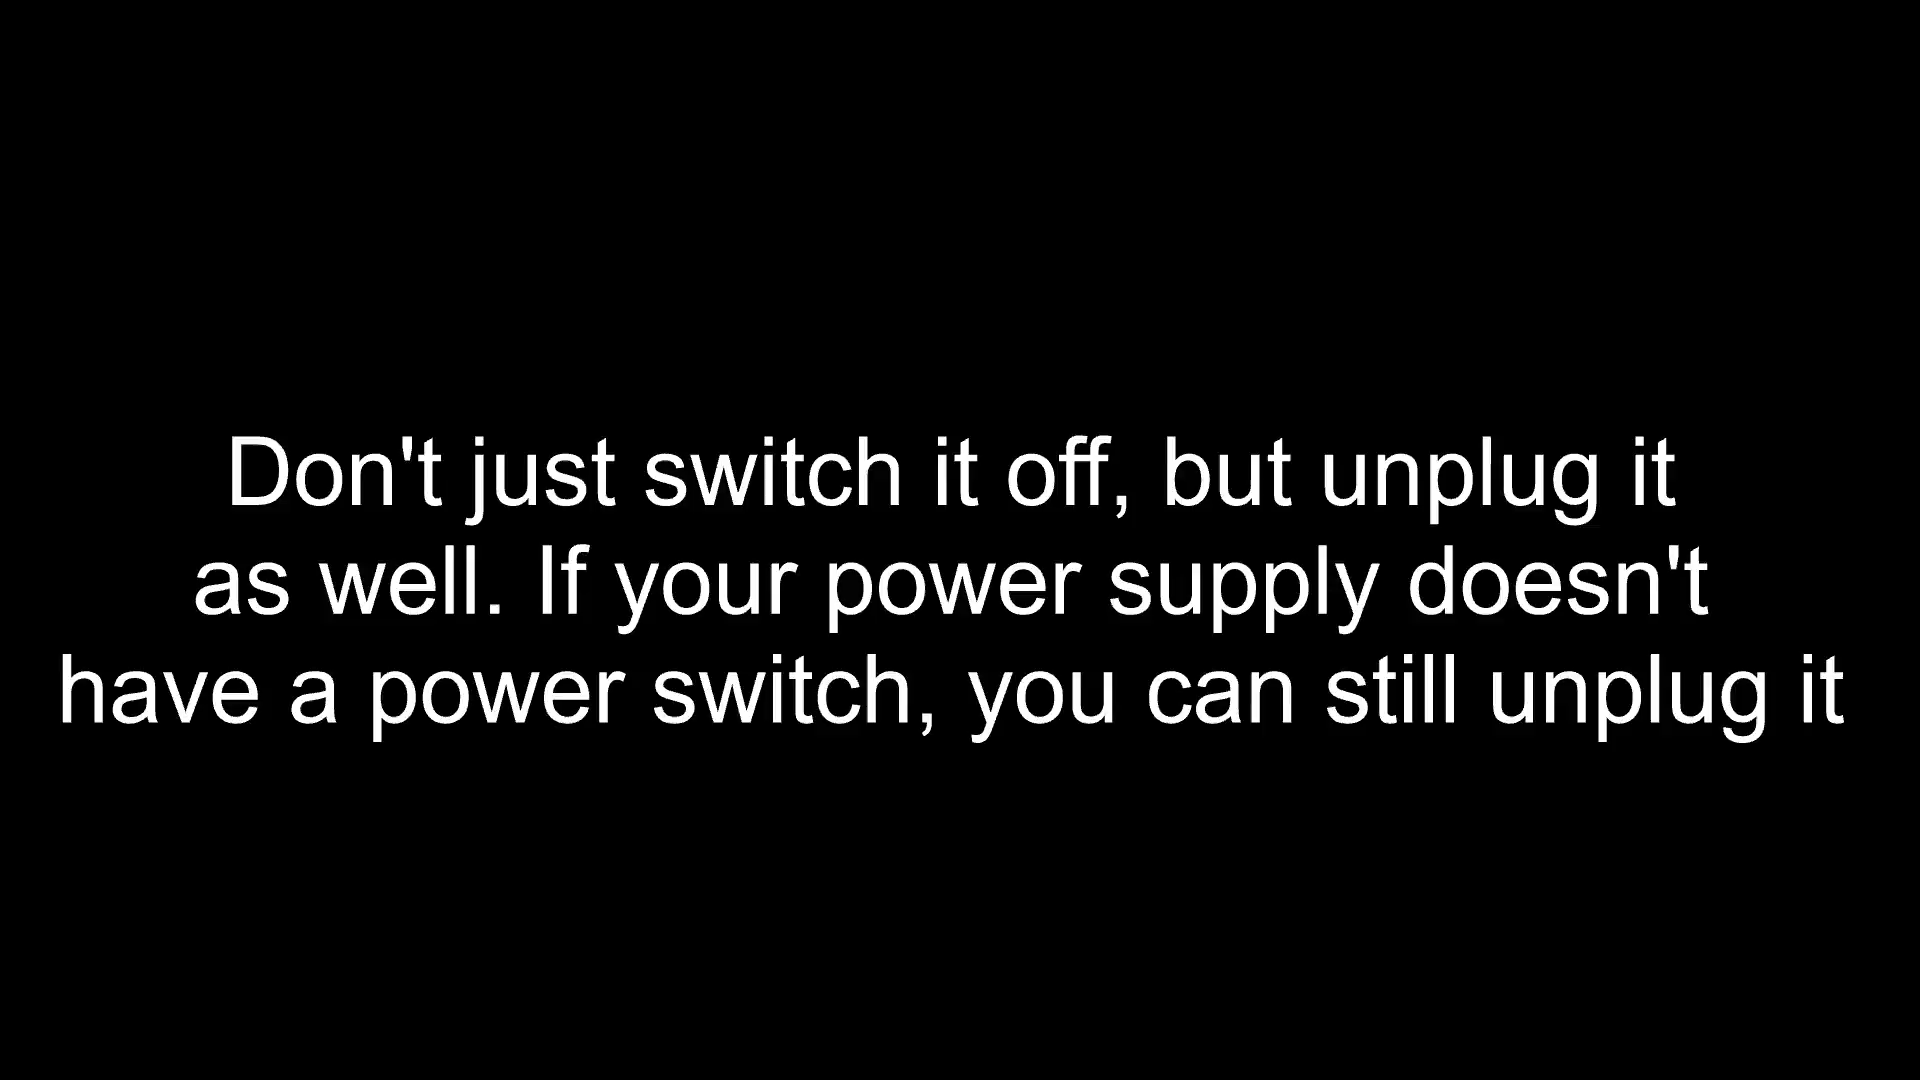 Don't just switch it off, but unplug it
as well. If your power supply doesn't
have a power switch, you can still unplug it